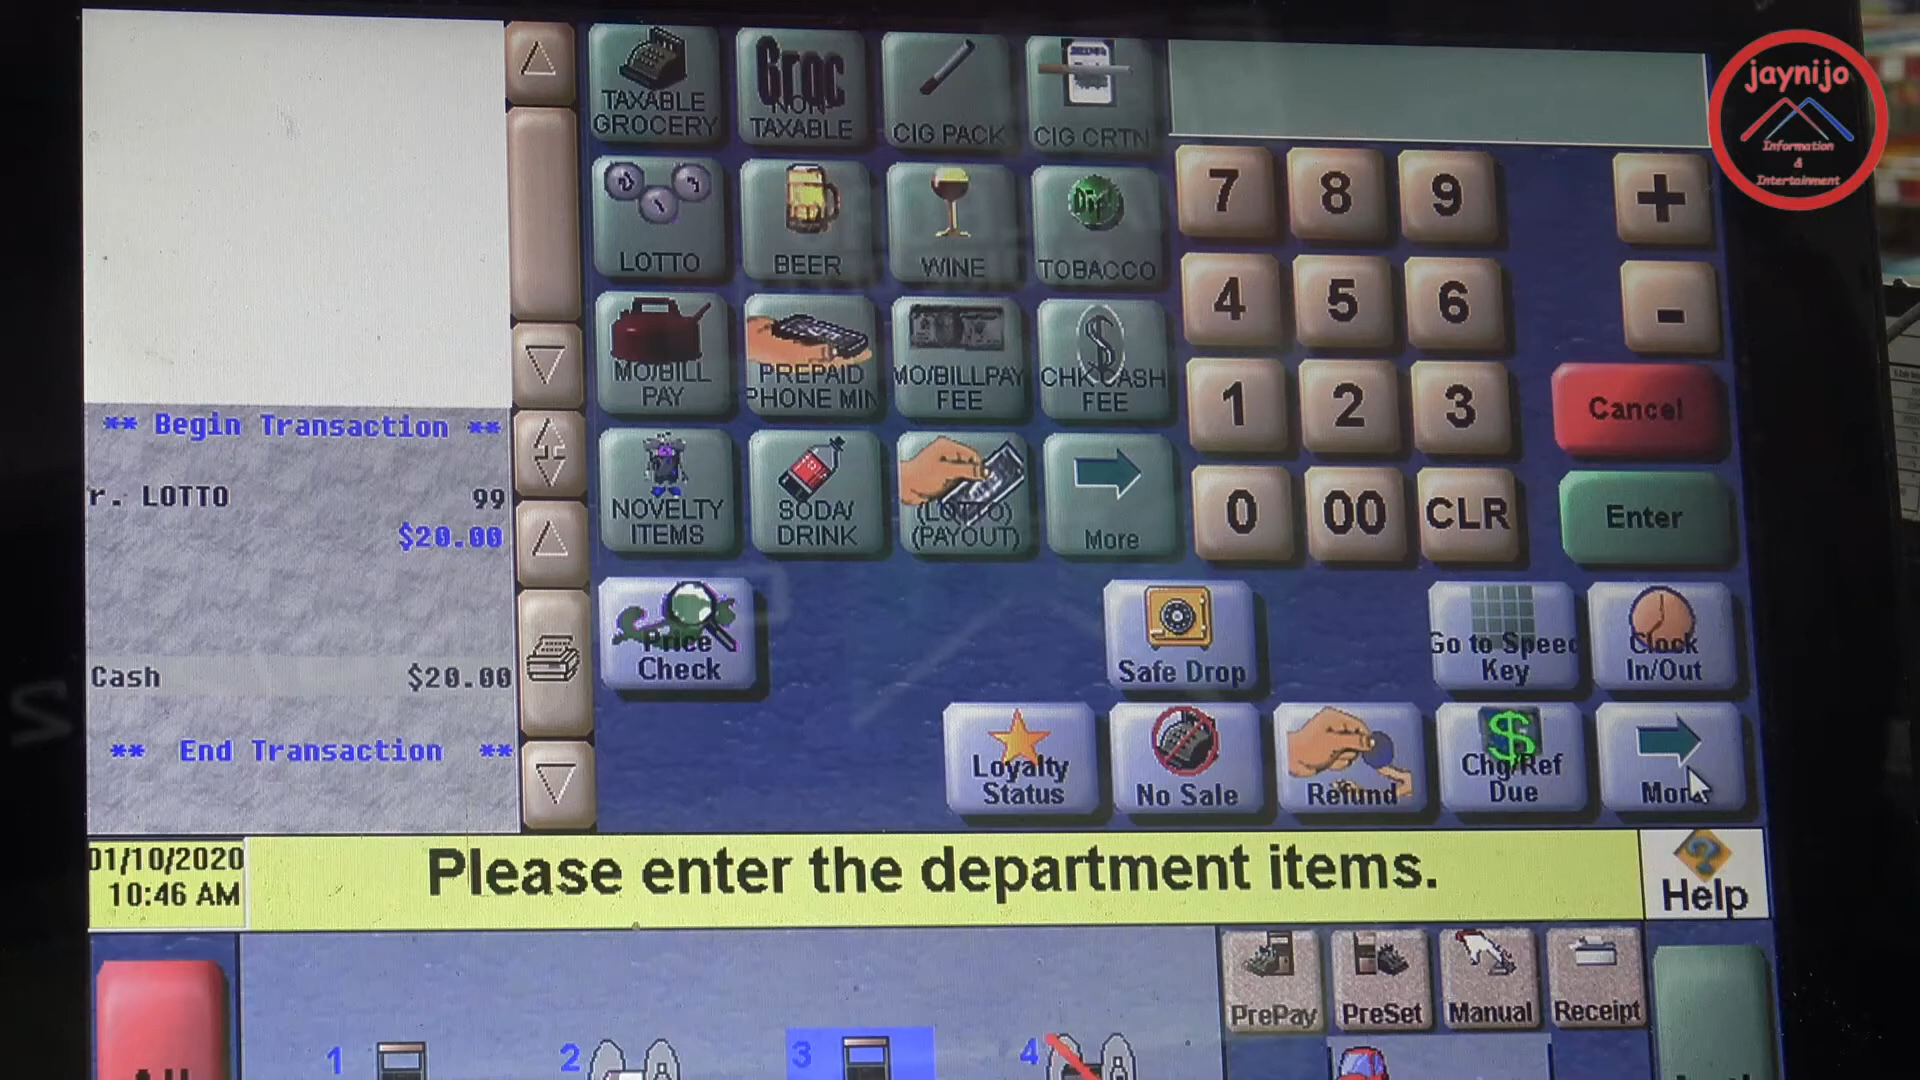 TAXABLE
GROCERY
Groc
NON
TAXABLE
CIG PACK
CIG CRTN
LOTTO
BEER
WINE
TOBACCO
MO/BILL
PAY
PREPAID
PHONE MIN
MO/BILLPAY
FEE
CHK CASH
FEE
NOVELTY
ITEMS
SODA/
DRINK
(LOTTO)
(PAYOUT)
More
7 8 9 +
4 5 6 -
1 2 3 Cancel
0 00 CLR Enter
** Begin Transaction **
r. LOTTO 99
$20.00
Cash $20.00
** End Transaction **
Price
Check
Safe Drop
Go to Speed
Key
Clock
In/Out
Loyalty
Status
No Sale
Refund
Chg/Ref
Due
More
01/10/2020
10:46 AM
Please enter the department items.
Help
PrePay
PreSet
Manual
Receipt
1 2 3 4
jaynijo
Information
&
Intertainment